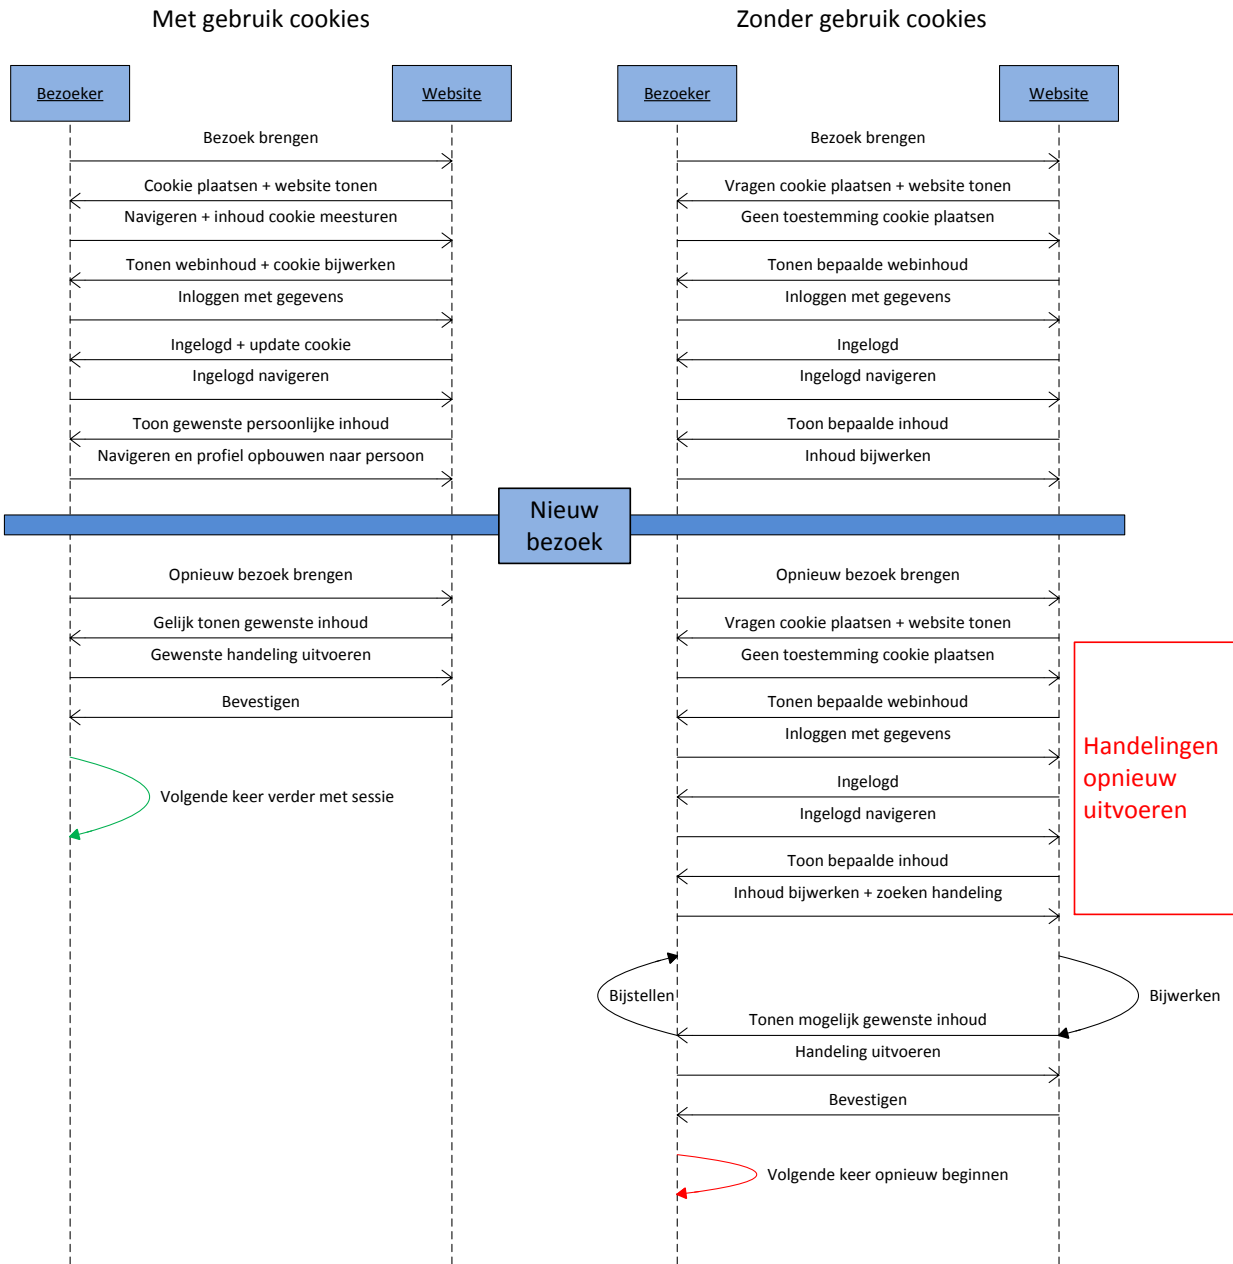 Met gebruik cookies
Bezoeker
Website
Bezoek brengen
Cookie plaatsen + website tonen
Navigeren + inhoud cookie meesturen
Tonen webinhoud + cookie bijwerken
Inloggen met gegevens
Ingelogd + update cookie
Ingelogd navigeren
Toon gewenste persoonlijke inhoud
Navigeren en profiel opbouwen naar persoon
Zonder gebruik cookies
Bezoeker
Website
Bezoek brengen
Vragen cookie plaatsen + website tonen
Geen toestemming cookie plaatsen
Tonen bepaalde webinhoud
Inloggen met gegevens
Ingelogd
Ingelogd navigeren
Toon bepaalde inhoud
Inhoud bijwerken
Nieuw
bezoek
Opnieuw bezoek brengen
Gelijk tonen gewenste inhoud
Gewenste handeling uitvoeren
Bevestigen
Volgende keer verder met sessie
Opnieuw bezoek brengen
Vragen cookie plaatsen + website tonen
Geen toestemming cookie plaatsen
Tonen bepaalde webinhoud
Inloggen met gegevens
Ingelogd
Ingelogd navigeren
Toon bepaalde inhoud
Inhoud bijwerken + zoeken handeling
Handelingen
opnieuw
uitvoeren
Bijstellen
Bijwerken
Tonen mogelijk gewenste inhoud
Handeling uitvoeren
Bevestigen
Volgende keer opnieuw beginnen